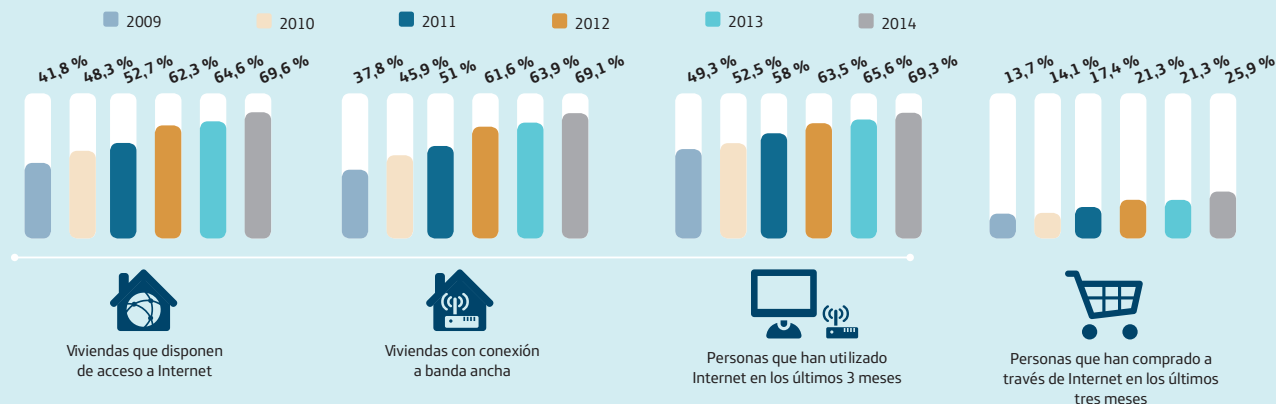 2009 2010 2011 2012 2013 2014
41,8 % 48,3 % 52,7 % 62,3 % 64,6 % 69,6 %
37,8 % 45,9 % 51 % 61,6 % 63,9 % 69,1 %
49,3 % 52,5 % 58 % 63,5 % 65,6 % 69,3 %
13,7 % 14,1 % 17,4 % 21,3 % 21,3 % 25,9 %
Viviendas que disponen
de acceso a Internet
Viviendas con conexión
a banda ancha
Personas que han utilizado
Internet en los últimos 3 meses
Personas que han comprado a
través de Internet en los últimos
tres meses